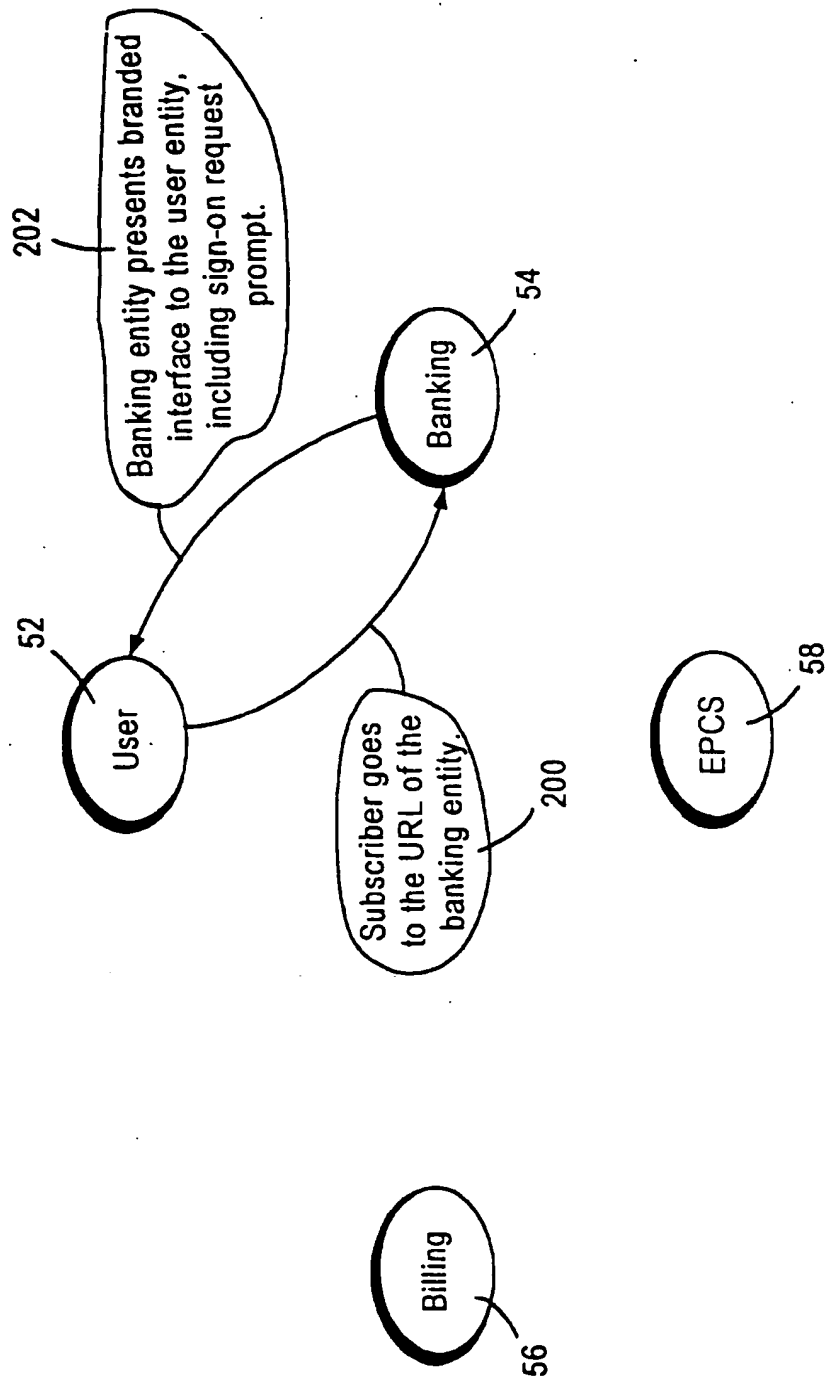 202
Banking entity presents branded
interface to the user entity,
including sign-on request
prompt.
52
User
Banking
54
Subscriber goes
to the URL of the
banking entity.
200
Billing
56
EPCS
58